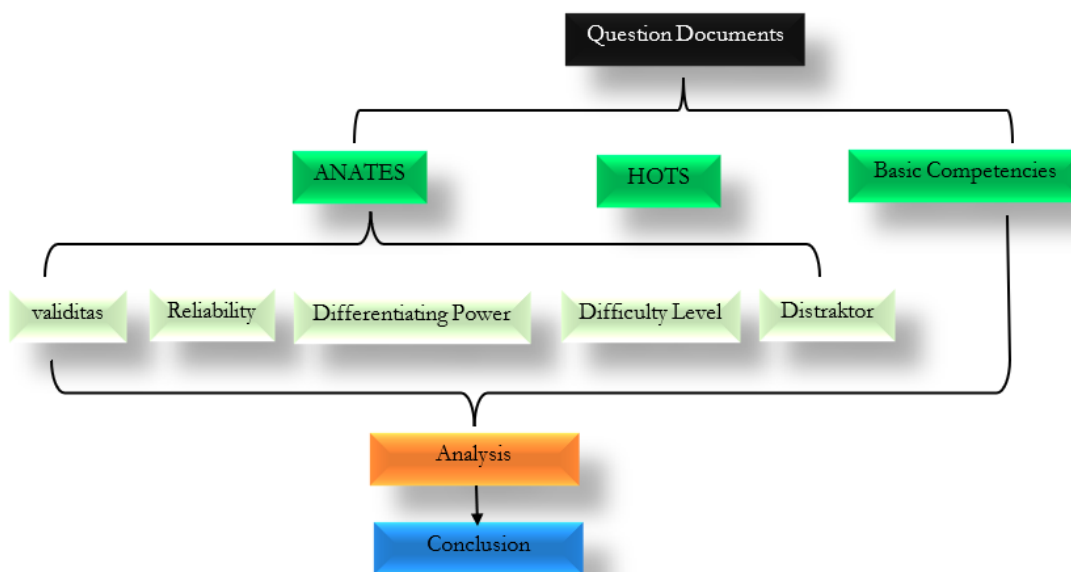 Question Documents
ANATES
HOTS
Basic Competencies
validitas
Reliability
Differentiating Power
Difficulty Level
Distraktor
Analysis
Conclusion